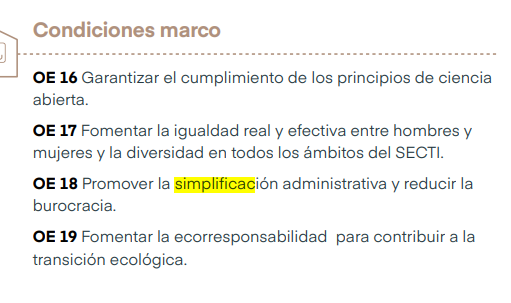 Condiciones marco
OE 16 Garantizar el cumplimiento de los principios de ciencia
abierta.
OE 17 Fomentar la igualdad real y efectiva entre hombres y
mujeres y la diversidad en todos los ámbitos del SECTI.
OE 18 Promover la simplificación administrativa y reducir la
burocracia.
OE 19 Fomentar la ecorresponsabilidad  para contribuir a la
transición ecológica.